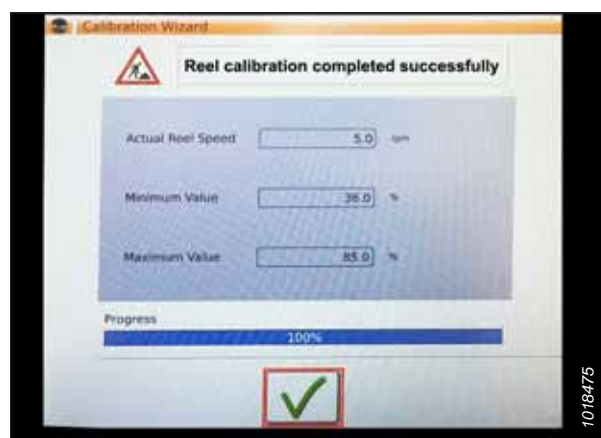 Calibration Wizard
Reel calibration completed successfully
Actual Reel Speed 5.0 rpm
Minimum Value 36.0 %
Maximum Value 85.0 %
Progress
100%
1018475